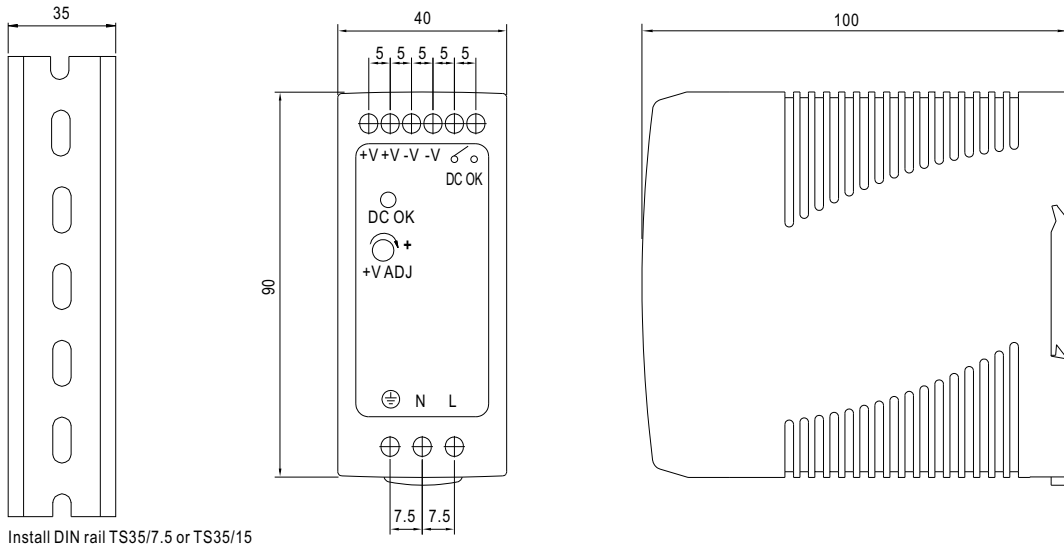 35
40
100
5 5 5 5 5
+V +V -V -V
DC OK
DC OK
+
+V ADJ
90
N L
7.5 7.5
Install DIN rail TS35/7.5 or TS35/15